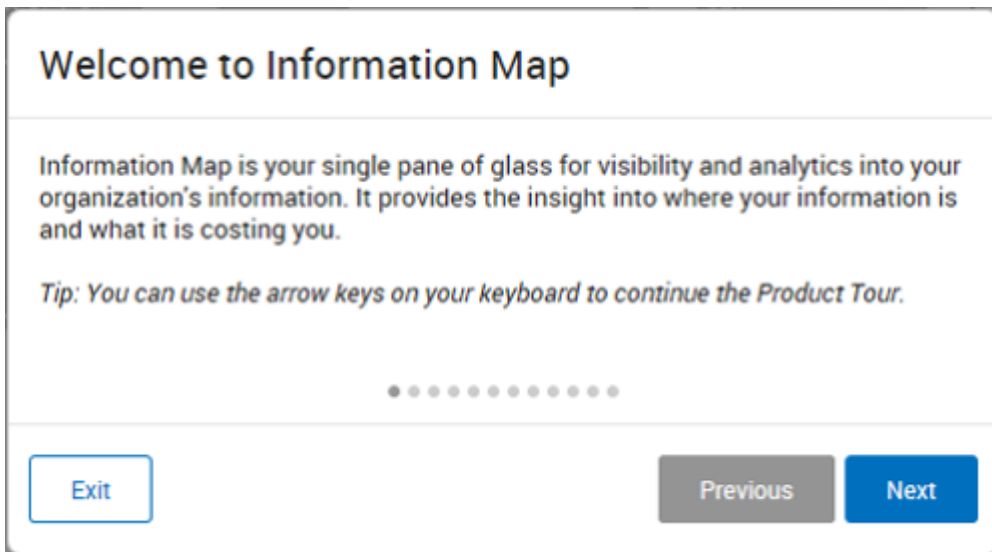 Welcome to Information Map
Information Map is your single pane of glass for visibility and analytics into your
organization's information. It provides the insight into where your information is
and what it is costing you.
Tip: You can use the arrow keys on your keyboard to continue the Product Tour.
Exit
Previous
Next